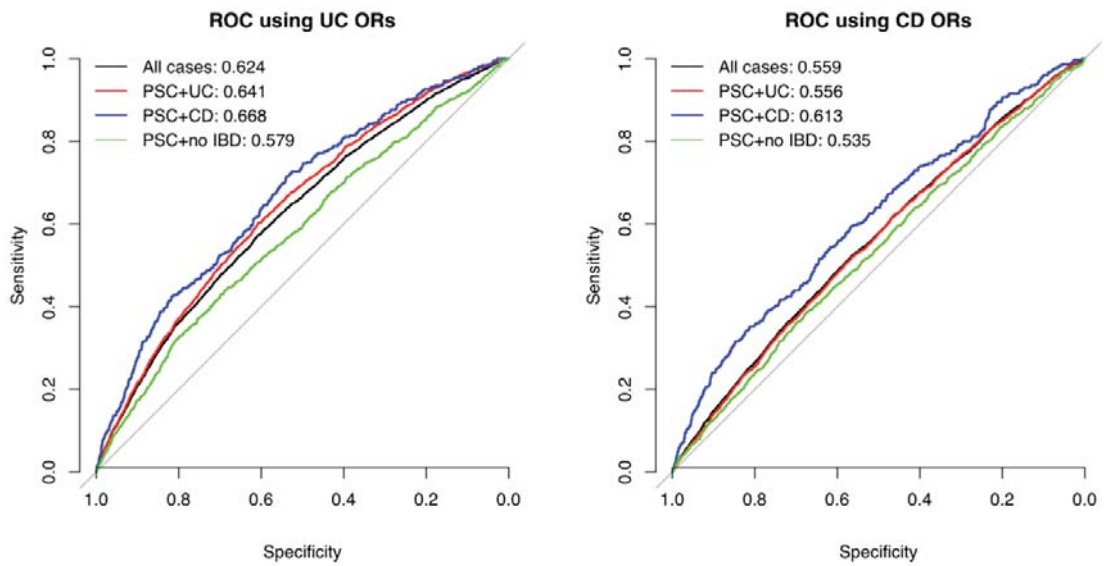 ROC using UC ORs
All cases: 0.624
PSC+UC: 0.641
PSC+CD: 0.668
PSC+no IBD: 0.579
Sensitivity
0.0
0.2
0.4
0.6
0.8
1.0
1.0 0.8 0.6 0.4 0.2 0.0
Specificity
ROC using CD ORs
All cases: 0.559
PSC+UC: 0.556
PSC+CD: 0.613
PSC+no IBD: 0.535
Sensitivity
0.0
0.2
0.4
0.6
0.8
1.0
1.0 0.8 0.6 0.4 0.2 0.0
Specificity